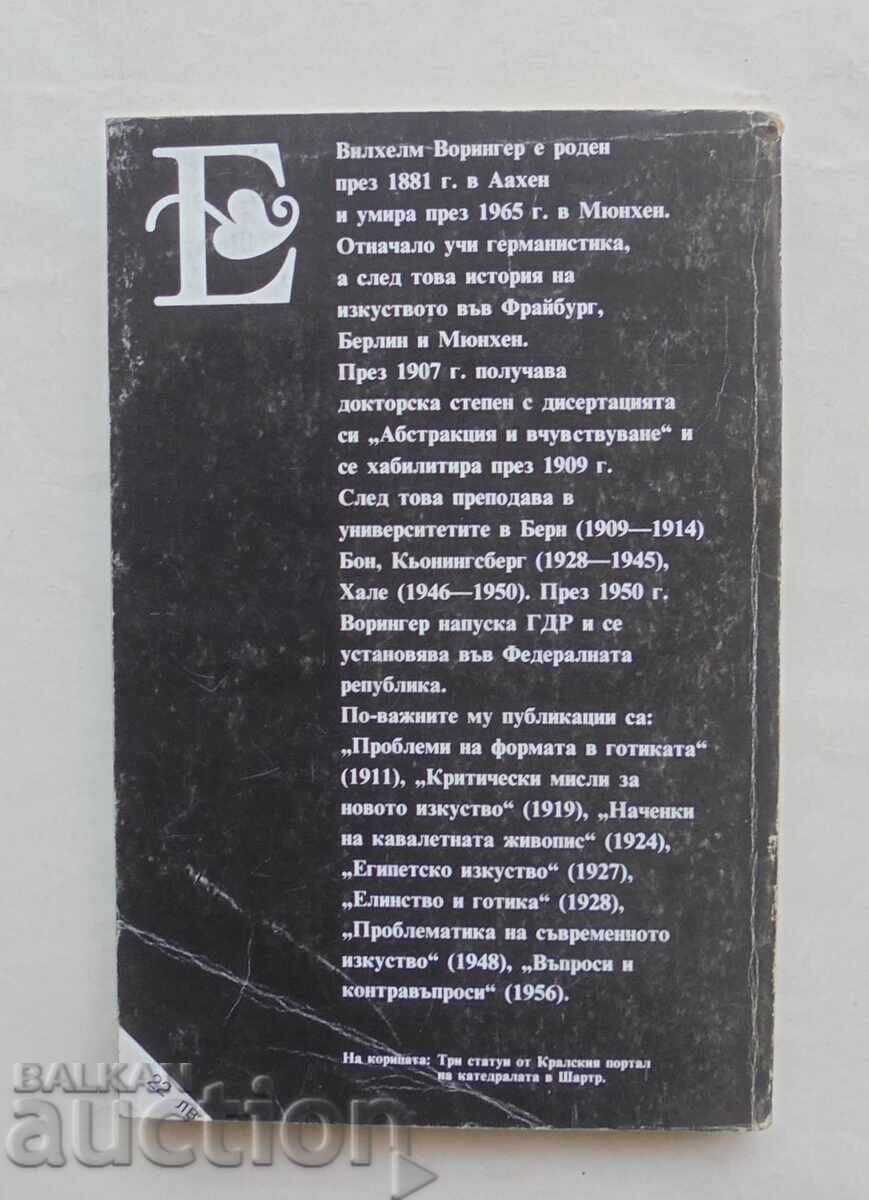 Е
Вилхелм Ворингер е роден
през 1881 г. в Аахен
и умира през 1965 г. в Мюнхен.
Отначало учи германистика,
а след това история на
изкуството във Фрайбург,
Берлин и Мюнхен.
През 1907 г. получава
докторска степен с дисертацията
си „Абстракция и вчувствуване“ и
се хабилитира през 1909 г.
След това преподава в
университетите в Берн (1909—1914)
Бон, Кьонингсберг (1928—1945),
Хале (1946—1950). През 1950 г.
Ворингер напуска ГДР и се
установява във Федералната
република.
По-важните му публикации са:
„Проблеми на формата в готиката“
(1911), „Критически мисли за
новото изкуство“ (1919), „Наченки
на кавалетната живопис“ (1924),
„Египетско изкуство“ (1927),
„Елинство и готика“ (1928),
„Проблематика на съвременното
изкуство“ (1948), „Въпроси и
контравъпроси“ (1956).
На корицата: Три статуи от Кралския портал
на катедралата в Шартр.
32 лв
BALKAN
auction